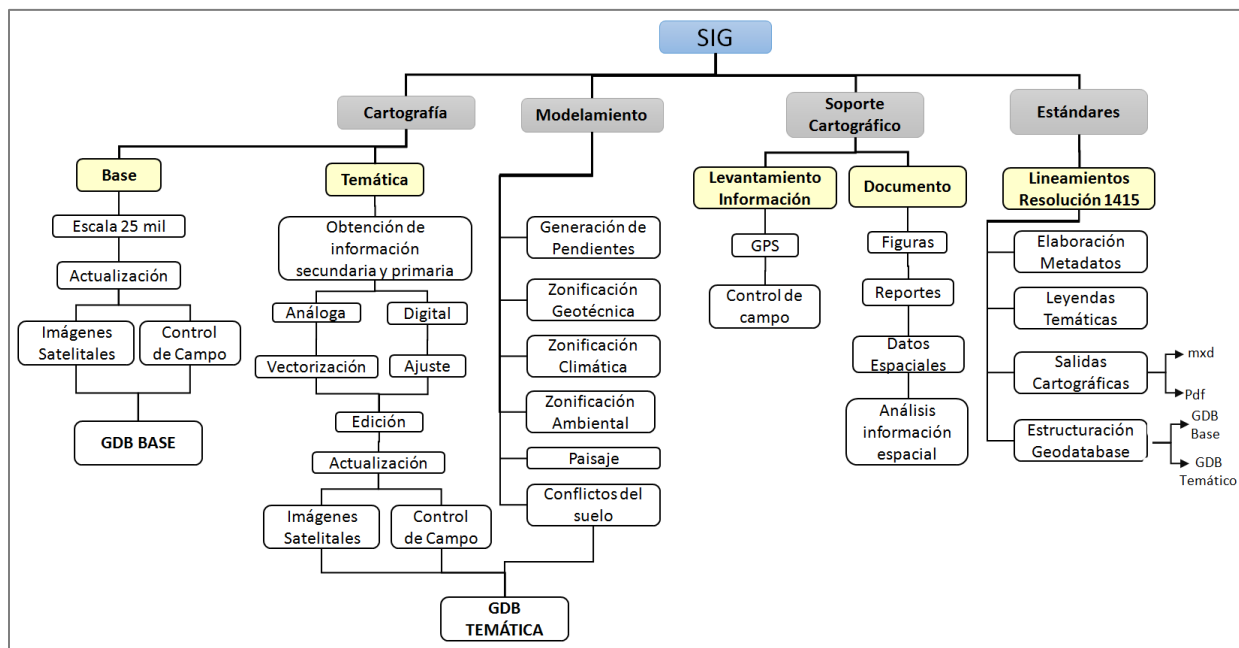 SIG
Cartografía
Base
Escala 25 mil
Actualización
Imágenes
Satelitales
Control
de Campo
GDB BASE
Temática
Obtención de
información
secundaria y primaria
Análoga
Digital
Vectorización
Ajuste
Edición
Actualización
Imágenes
Satelitales
Control
de Campo
GDB
TEMÁTICA
Modelamiento
Generación de
Pendientes
Zonificación
Geotécnica
Zonificación
Climática
Zonificación
Ambiental
Paisaje
Conflictos del
suelo
Soporte
Cartográfico
Levantamiento
Información
GPS
Control de
campo
Documento
Figuras
Reportes
Datos
Espaciales
Análisis
información
espacial
Estándares
Lineamientos
Resolución 1415
Elaboración
Metadatos
Leyendas
Temáticas
Salidas
Cartográficas
mxd
Pdf
Estructuración
Geodatabase
GDB
Base
GDB
Temático